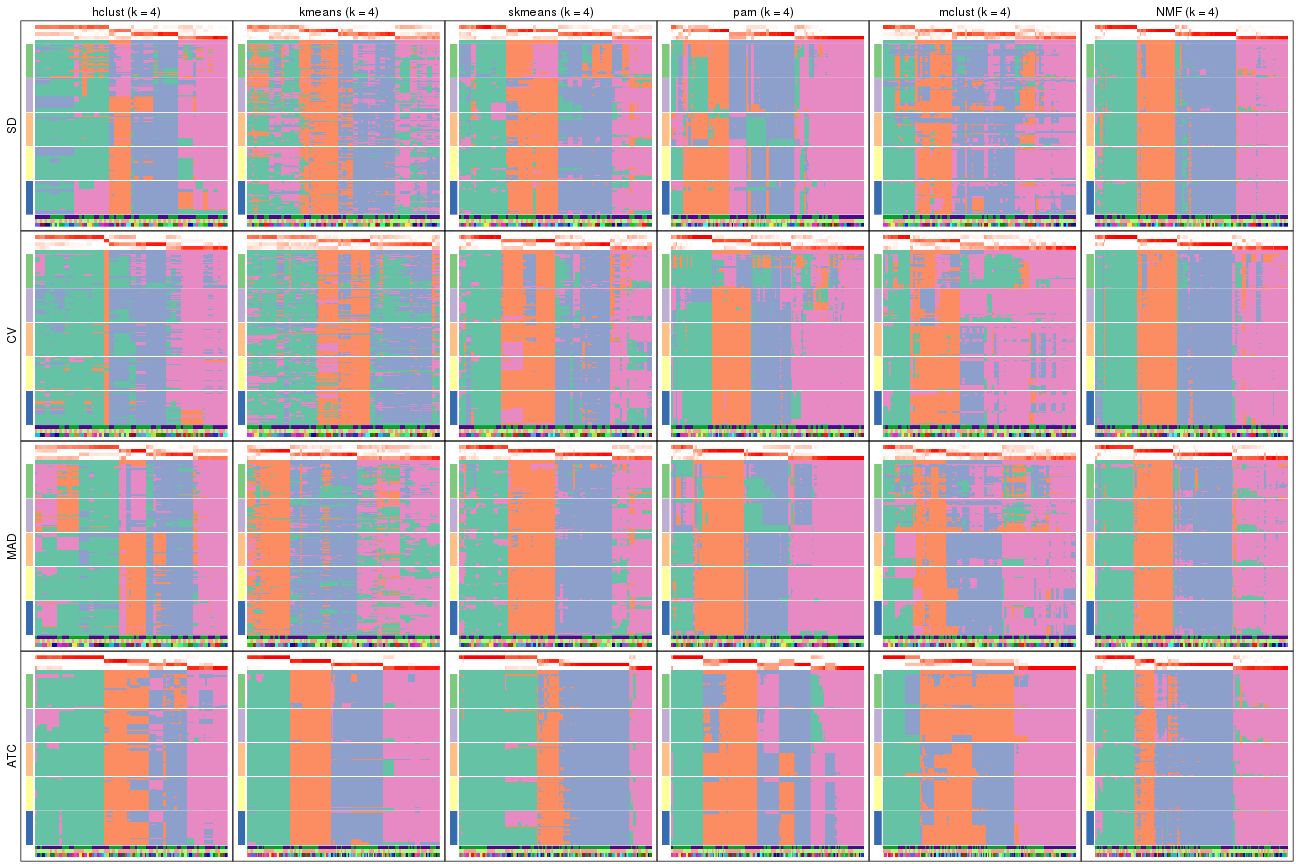 hclust (k = 4) kmeans (k = 4) skmeans (k = 4) pam (k = 4) mclust (k = 4) NMF (k = 4)
SD
CV
MAD
ATC